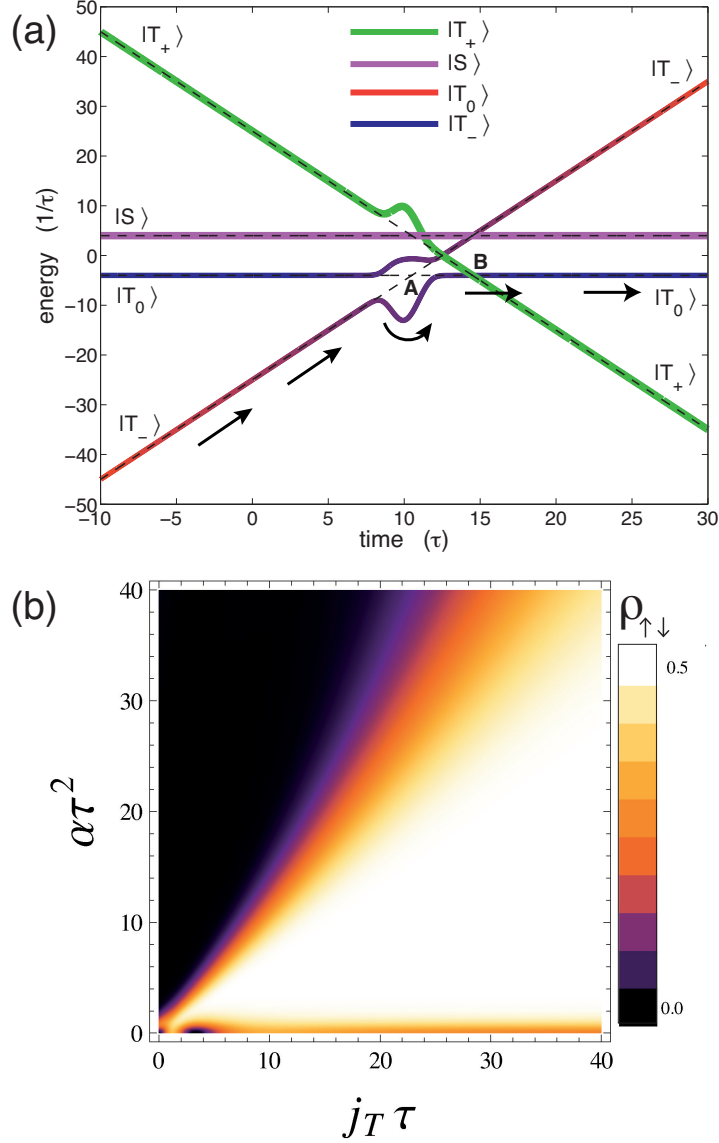 (a)
|T+⟩
|S⟩
|T0⟩
|T−⟩
|T+⟩
|S⟩
|T0⟩
|T−⟩
|T−⟩
|T0⟩
|T+⟩
A
B
50
40
30
20
10
0
−10
−20
−30
−40
−50
energy (1/τ)
−10 −5 0 5 10 15 20 25 30
time (τ)
(b)
40
30
20
10
0
ατ²
0 10 20 30 40
j_T τ
ρ↑↓
0.5
0.0